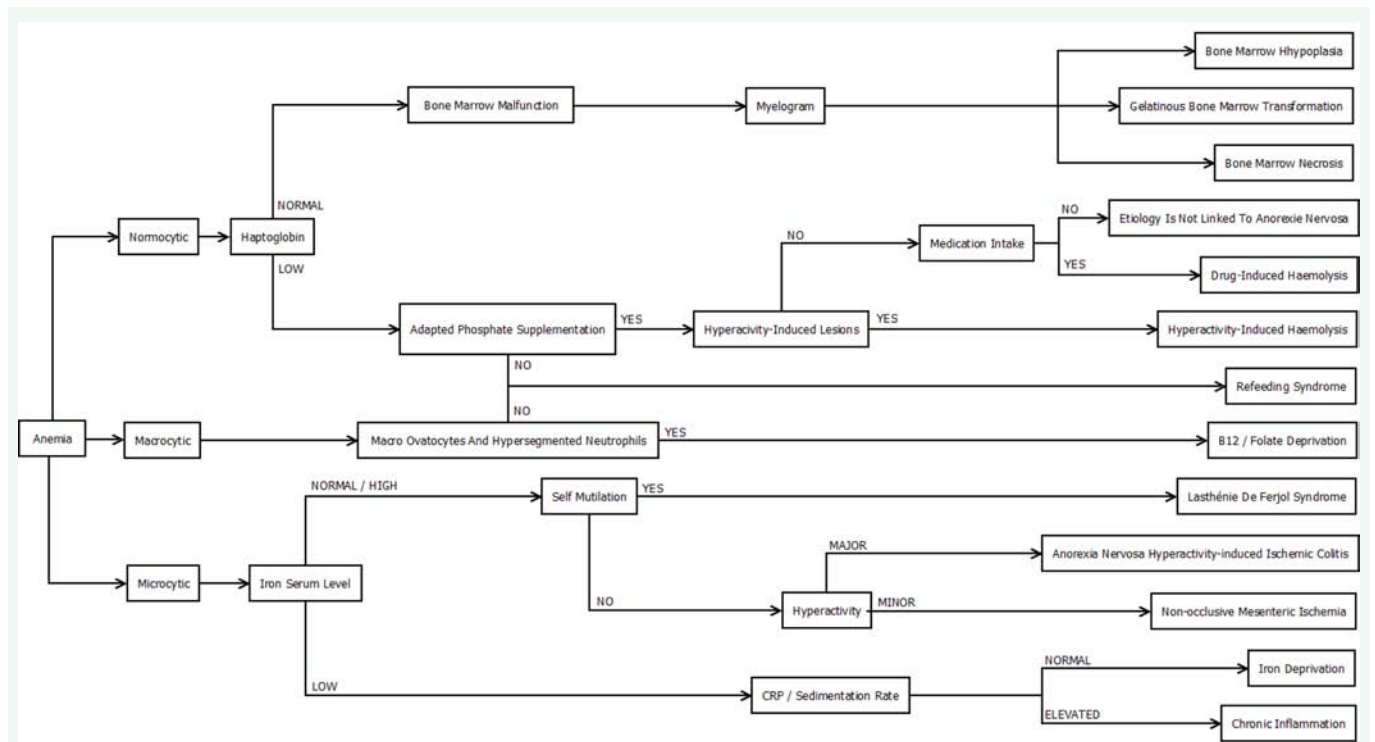 Bone Marrow Hhypoplasia
Bone Marrow Malfunction
Myelogram
Gelatinous Bone Marrow Transformation
Bone Marrow Necrosis
NORMAL
NO
Etiology Is Not Linked To Anorexie Nervosa
Normocytic
Haptoglobin
NO
Medication Intake
LOW
YES
Drug-Induced Haemolysis
YES
YES
Adapted Phosphate Supplementation
Hyperacivity-Induced Lesions
Hyperactivity-Induced Haemolysis
NO
Refeeding Syndrome
NO
Anemia
Macrocytic
Macro Ovatocytes And Hypersegmented Neutrophils
YES
B12 / Folate Deprivation
NORMAL / HIGH
Self Mutilation
YES
Lasthénie De Ferjol Syndrome
MAJOR
Anorexia Nervosa Hyperactivity-induced Ischernic Colitis
Microcytic
Iron Serum Level
NO
Hyperactivity
MINOR
Non-occlusive Mesenteric Ischemia
NORMAL
Iron Deprivation
LOW
CRP / Sedimentation Rate
ELEVATED
Chronic Inflammation